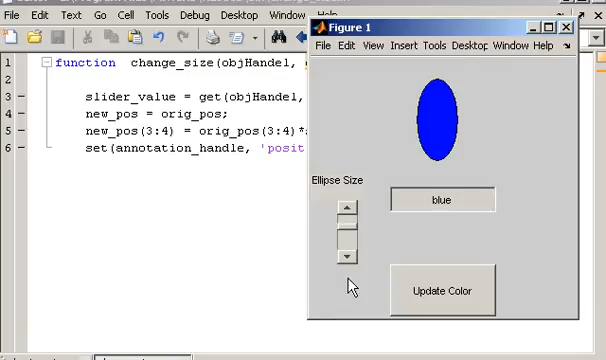 File Edit Text Go Cell Tools Debug Desktop Window
Figure 1
File Edit View Insert Tools Desktop Window Help
1 function change_size(objHandel,
2
3 slider_value = get(objHandel,
4 new_pos = orig_pos;
5 new_pos(3:4) = orig_pos(3:4)*
6 set(annotation_handle, 'posit
Ellipse Size
blue
Update Color